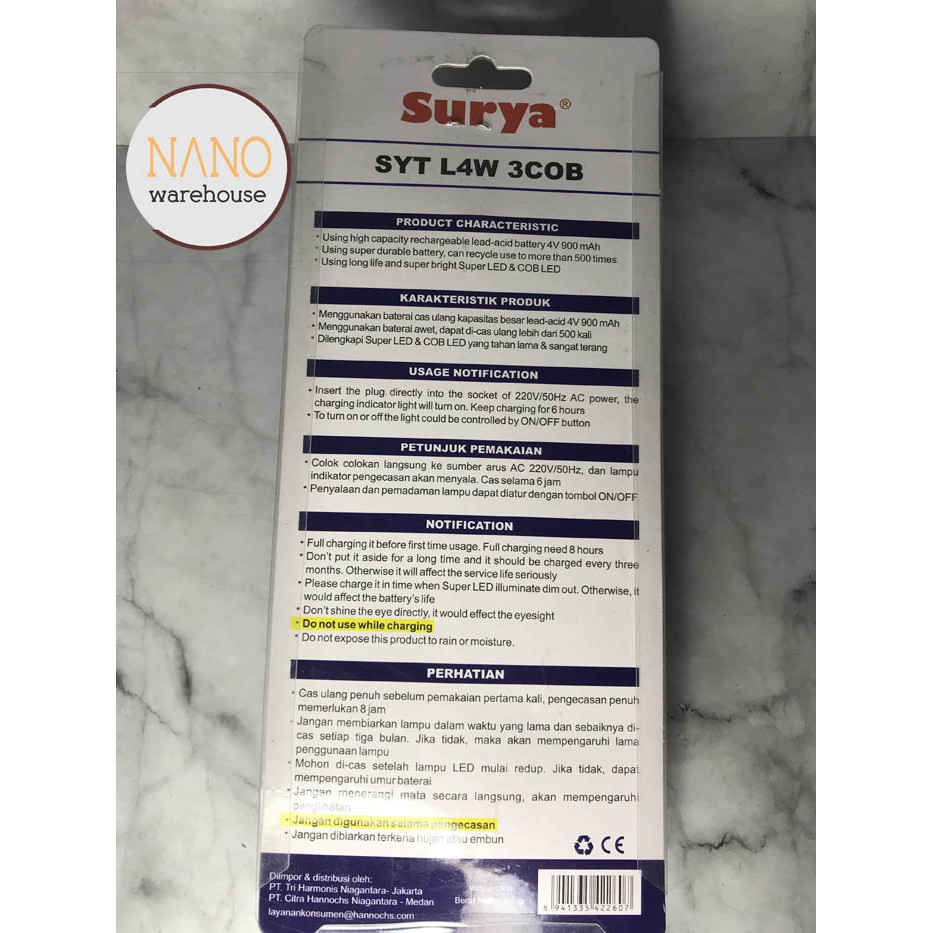 NANO
warehouse
Surya®
SYT L4W 3COB
PRODUCT CHARACTERISTIC
• Using high capacity rechargeable lead-acid battery 4V 900 mAh
• Using super durable battery, can recycle use to more than 500 times
• Using long life and super bright Super LED & COB LED
KARAKTERISTIK PRODUK
• Menggunakan baterai cas ulang kapasitas besar lead-acid 4V 900 mAh
• Menggunakan baterai awet, dapat di-cas ulang lebih dari 500 kali
• Dilengkapi Super LED & COB LED yang tahan lama & sangat terang
USAGE NOTIFICATION
• Insert the plug directly into the socket of 220V/50Hz AC power, the
charging indicator light will turn on. Keep charging for 6 hours
• To turn on or off the light could be controlled by ON/OFF button
PETUNJUK PEMAKAIAN
• Colok colokan langsung ke sumber arus AC 220V/50Hz, dan lampu
indikator pengecasan akan menyala. Cas selama 6 jam
• Penyalaan dan pemadaman lampu dapat diatur dengan tombol ON/OFF
NOTIFICATION
• Full charging it before first time usage. Full charging need 8 hours
• Don't put it aside for a long time and it should be charged every three
months. Otherwise it will affect the service life seriously
• Please charge it in time when Super LED illuminate dim out. Otherwise, it
would affect the battery's life
• Don't shine the eye directly, it would effect the eyesight
• Do not use while charging
• Do not expose this product to rain or moisture.
PERHATIAN
• Cas ulang penuh sebelum pemakaian pertama kali, pengecasan penuh
memerlukan 8 jam
• Jangan membiarkan lampu dalam waktu yang lama dan sebaiknya di-
cas setiap tiga bulan. Jika tidak, maka akan mempengaruhi lama
penggunaan lampu
• Mohon di-cas setelah lampu LED mulai redup. Jika tidak, dapat
mempengaruhi umur baterai
• Jangan menerangi mata secara langsung, akan mempengaruhi
penglihatan
• Jangan digunakan selama pengecasan
• Jangan dibiarkan terkena hujan atau embun
CE
Diimpor & distribusi oleh:
PT. Tri Harmonis Niagantara- Jakarta
PT. Citra Hannochs Niagantara - Medan
layanankonsumen@hannochs.com
Made in China
Berat
6 941335 422607